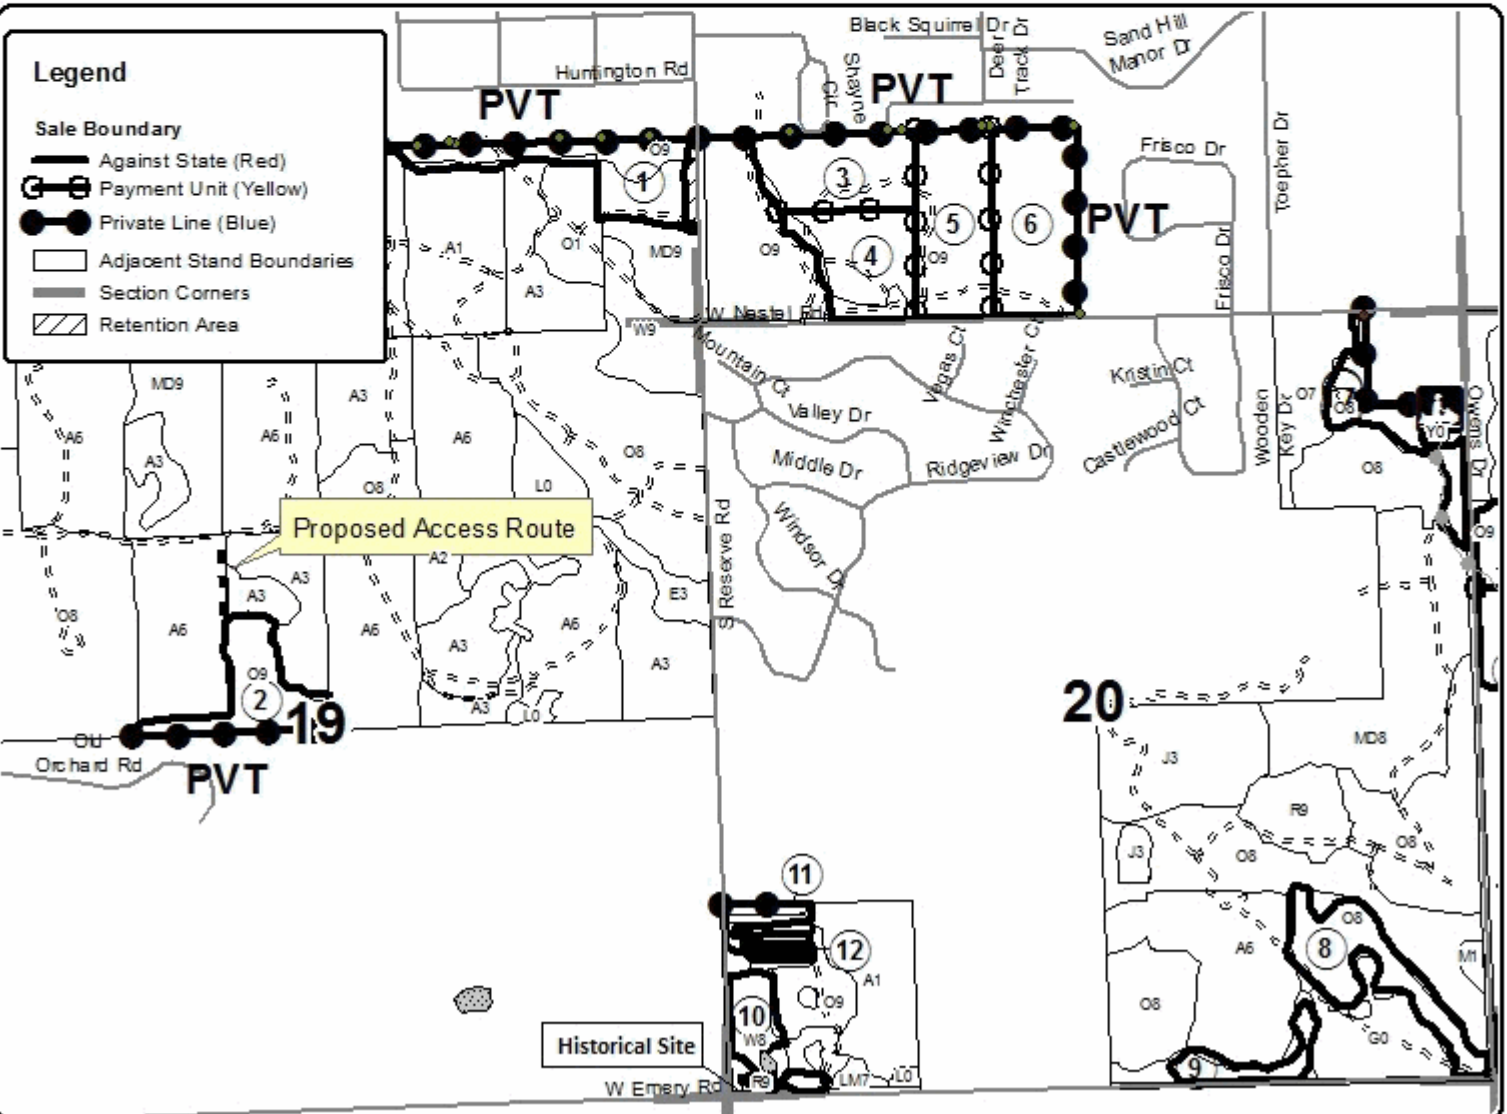 Legend
Sale Boundary
Against State (Red)
Payment Unit (Yellow)
Private Line (Blue)
Adjacent Stand Boundaries
Section Corners
Retention Area
Black Squirrel Dr
Deer
Track Dr
Sand Hill
Manor Dr
Huntington Rd
Shayne
Cir
PVT
PVT
Toepher Dr
Frisco Dr
O9
1
3
PVT
5
6
A1
O1
MD9
O9
4
O9
Frisco Dr
A3
W Nestel Rd
W9
Mountain Ct
Vegas Ct
Winchester Ct
Kristin Ct
MD9
A3
O7
O8
Owens Dr
Valley Dr
Wooden
Key Dr
Castlewood Ct
Y0
A6
A6
A6
O8
Middle Dr
Ridgeview Dr
A3
O8
L0
O8
Windsor Dr
S Reserve Rd
Proposed Access Route
O9
A2
A3
A3
E3
O8
A6
A6
A6
A3
A3
O9
2
A3
L0
19
20
Old
Orchard Rd
PVT
J3
MD8
R9
J3
O8
O8
11
12
O8
8
A6
M1
A1
O9
10
W8
O8
G0
Historical Site
9
R9
LM7
L0
W Emery Rd